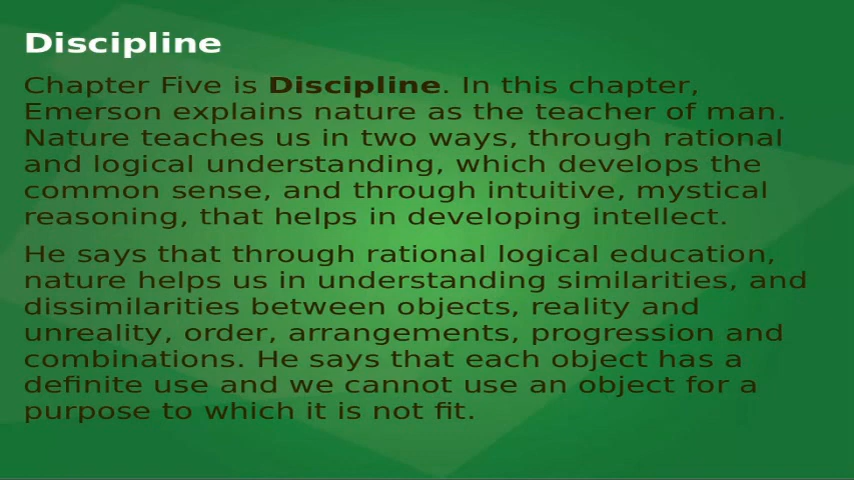 Discipline
Chapter Five is Discipline. In this chapter,
Emerson explains nature as the teacher of man.
Nature teaches us in two ways, through rational
and logical understanding, which develops the
common sense, and through intuitive, mystical
reasoning, that helps in developing intellect.
He says that through rational logical education,
nature helps us in understanding similarities, and
dissimilarities between objects, reality and
unreality, order, arrangements, progression and
combinations. He says that each object has a
definite use and we cannot use an object for a
purpose to which it is not fit.